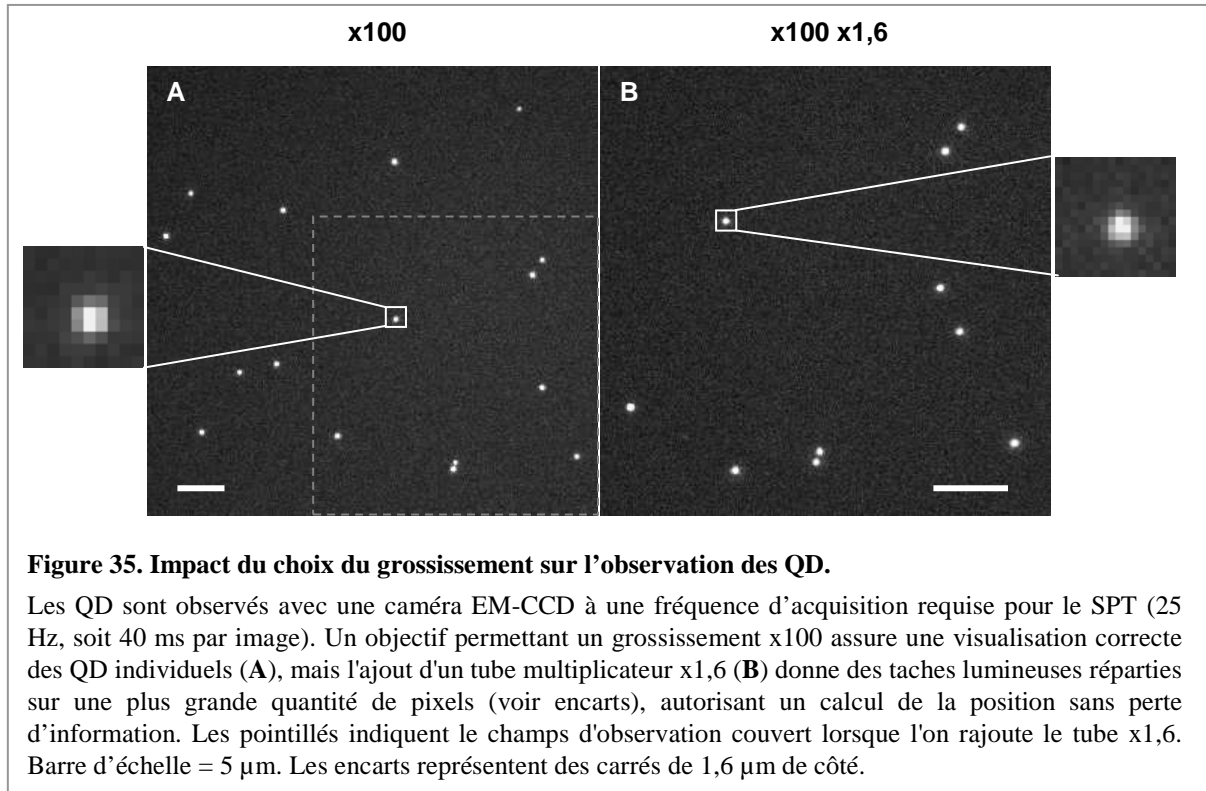 x100
x100 x1,6
A
B
Figure 35. Impact du choix du grossissement sur l'observation des QD.
Les QD sont observés avec une caméra EM-CCD à une fréquence d'acquisition requise pour le SPT (25
Hz, soit 40 ms par image). Un objectif permettant un grossissement x100 assure une visualisation correcte
des QD individuels (A), mais l'ajout d'un tube multiplicateur x1,6 (B) donne des taches lumineuses réparties
sur une plus grande quantité de pixels (voir encarts), autorisant un calcul de la position sans perte
d'information. Les pointillés indiquent le champs d'observation couvert lorsque l'on rajoute le tube x1,6.
Barre d'échelle = 5 µm. Les encarts représentent des carrés de 1,6 µm de côté.